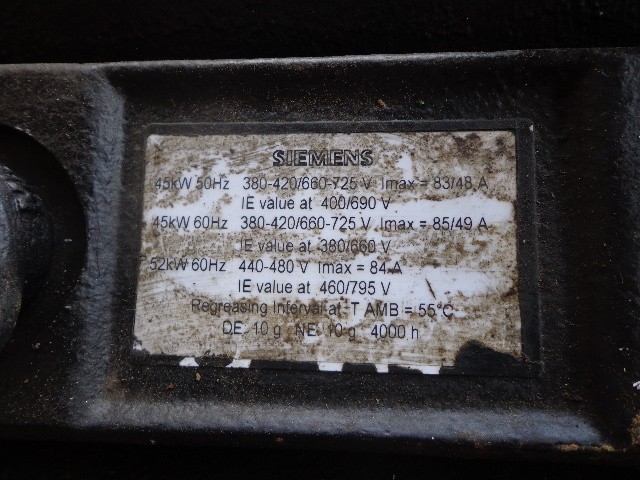 SIEMENS
45kW 50Hz 380-420/660-725 V Imax = 83/48 A
IE value at 400/690 V
45kW 60Hz 380-420/660-725 V Imax = 85/49 A
IE value at 380/660 V
52kW 60Hz 440-480 V Imax = 84 A
IE value at 460/795 V
Regreasing Interval at T AMB = 55°C
DE: 10 g NE: 10 g 4000 h